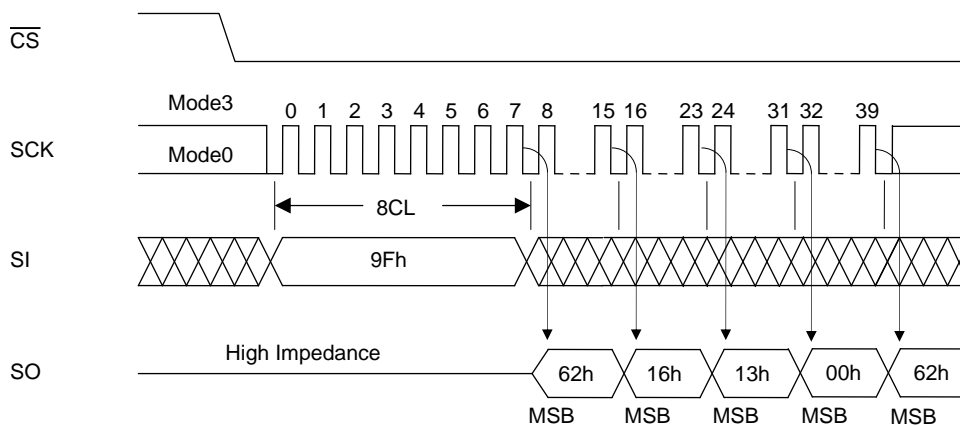 CS
Mode3
0 1 2 3 4 5 6 7 8 15 16 23 24 31 32 39
SCK
Mode0
8CL
SI
9Fh
High Impedance
SO
62h 16h 13h 00h 62h
MSB MSB MSB MSB MSB